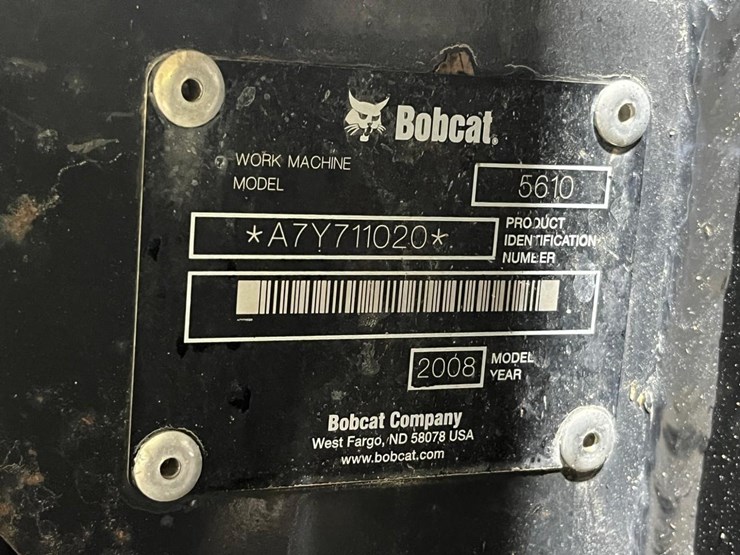 Bobcat®
WORK MACHINE
MODEL
5610
*A7Y711020*
PRODUCT
IDENTIFICATION
NUMBER
2008
MODEL
YEAR
Bobcat Company
West Fargo, ND 58078 USA
www.bobcat.com